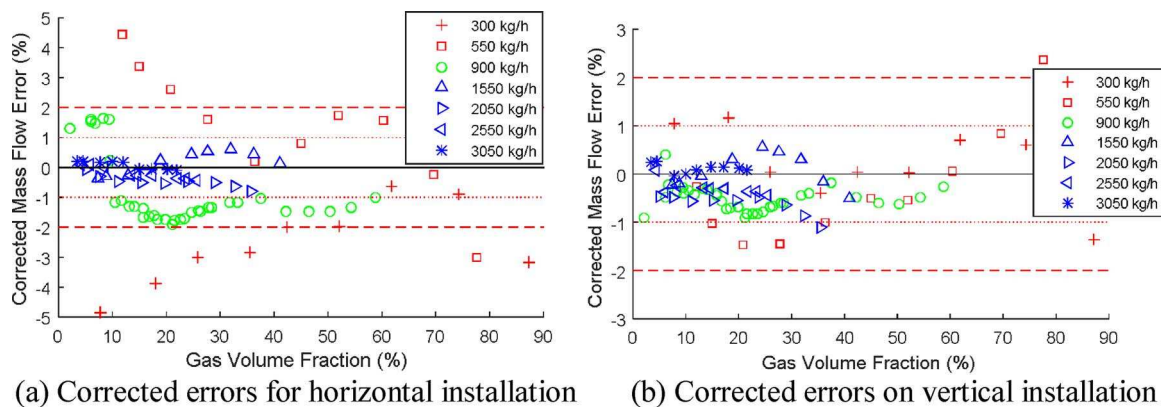 5
4
3
2
1
0
-1
-2
-3
-4
-5
Corrected Mass Flow Error (%)
300 kg/h
550 kg/h
900 kg/h
1550 kg/h
2050 kg/h
2550 kg/h
3050 kg/h
0 10 20 30 40 50 60 70 80 90
Gas Volume Fraction (%)
(a) Corrected errors for horizontal installation
3
2
1
0
-1
-2
-3
Corrected Mass Flow Error (%)
300 kg/h
550 kg/h
900 kg/h
1550 kg/h
2050 kg/h
2550 kg/h
3050 kg/h
0 10 20 30 40 50 60 70 80 90
Gas Volume Fraction (%)
(b) Corrected errors on vertical installation